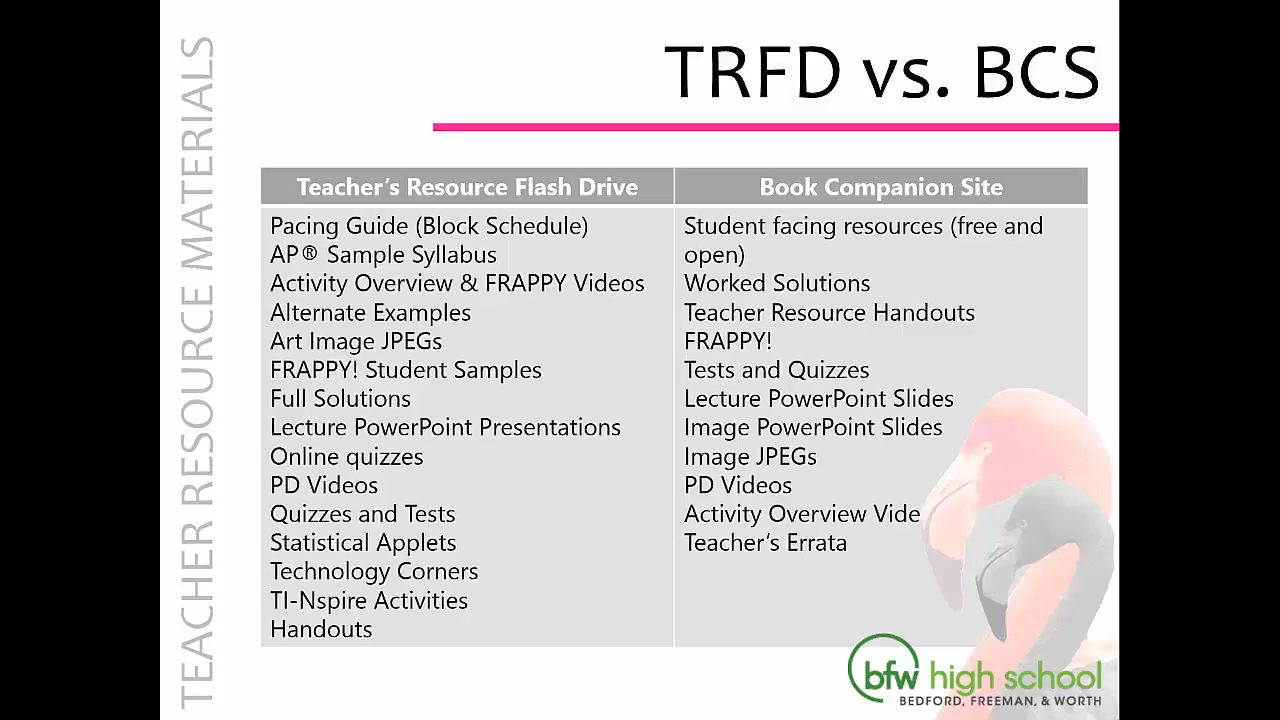 TEACHER RESOURCE MATERIALS
TRFD vs. BCS
Teacher's Resource Flash Drive
Pacing Guide (Block Schedule)
AP® Sample Syllabus
Activity Overview & FRAPPY Videos
Alternate Examples
Art Image JPEGs
FRAPPY! Student Samples
Full Solutions
Lecture PowerPoint Presentations
Online quizzes
PD Videos
Quizzes and Tests
Statistical Applets
Technology Corners
TI-Nspire Activities
Handouts
Book Companion Site
Student facing resources (free and
open)
Worked Solutions
Teacher Resource Handouts
FRAPPY!
Tests and Quizzes
Lecture PowerPoint Slides
Image PowerPoint Slides
Image JPEGs
PD Videos
Activity Overview Vide
Teacher's Errata
bfw high school
BEDFORD, FREEMAN, & WORTH